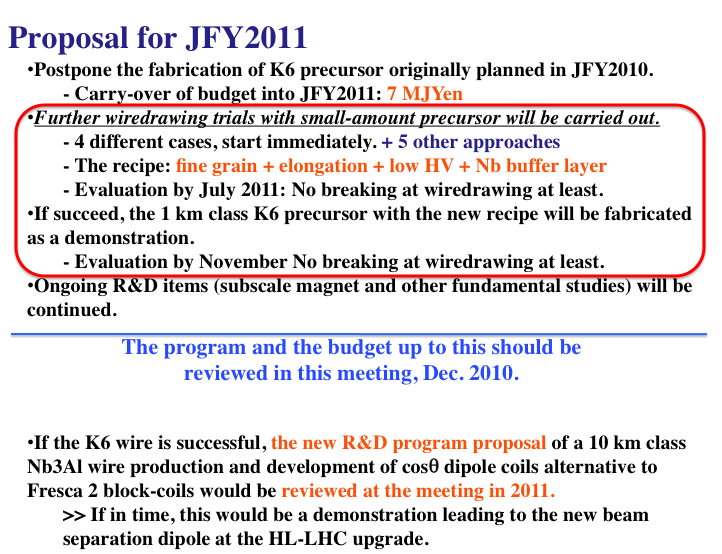 Proposal for JFY2011
•Postpone the fabrication of K6 precursor originally planned in JFY2010.
- Carry-over of budget into JFY2011: 7 MJYen
•Further wiredrawing trials with small-amount precursor will be carried out.
- 4 different cases, start immediately. + 5 other approaches
- The recipe: fine grain + elongation + low HV + Nb buffer layer
- Evaluation by July 2011: No breaking at wiredrawing at least.
•If succeed, the 1 km class K6 precursor with the new recipe will be fabricated
as a demonstration.
- Evaluation by November No breaking at wiredrawing at least.
•Ongoing R&D items (subscale magnet and other fundamental studies) will be
continued.
The program and the budget up to this should be
reviewed in this meeting, Dec. 2010.
•If the K6 wire is successful, the new R&D program proposal of a 10 km class
Nb3Al wire production and development of cosθ dipole coils alternative to
Fresca 2 block-coils would be reviewed at the meeting in 2011.
>> If in time, this would be a demonstration leading to the new beam
separation dipole at the HL-LHC upgrade.